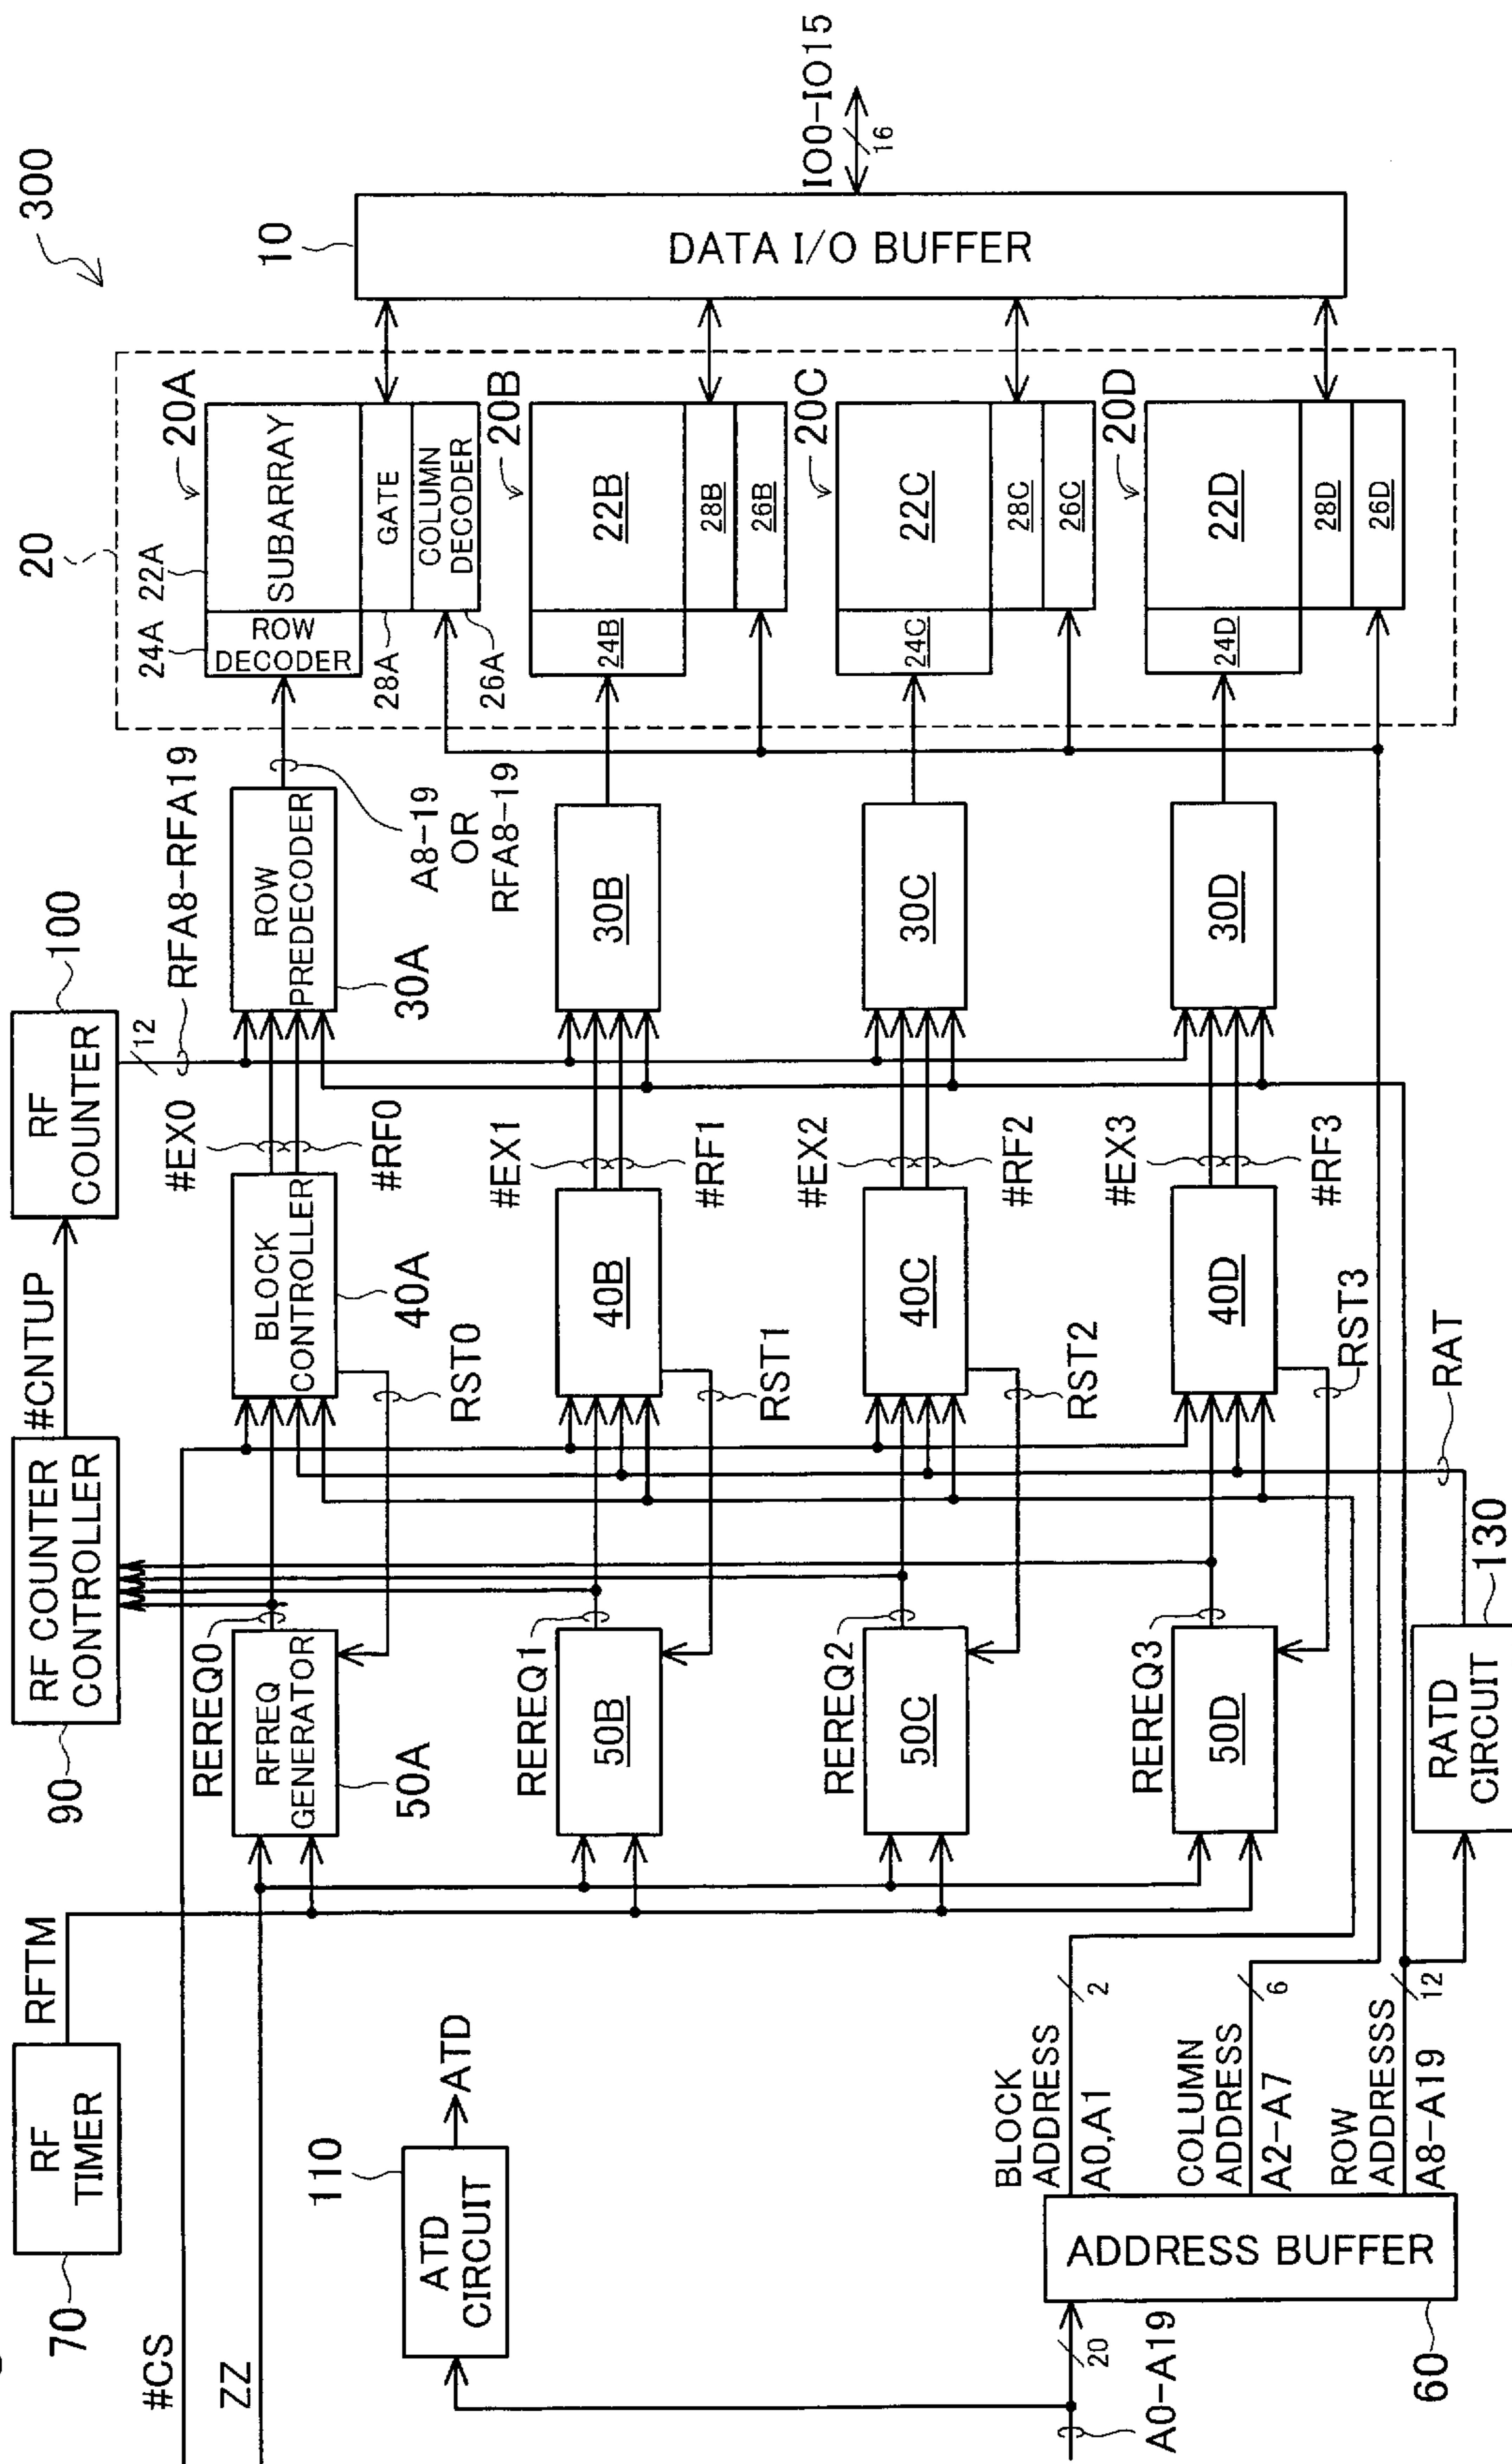 300
RF
TIMER
70
RFTM
RF COUNTER
CONTROLLER
90
#CNTUP
RF
COUNTER
100
12
RFA8-RFA19
#CS
ZZ
ATD
CIRCUIT
110
ATD
REREQ0
RFREQ
GENERATOR
50A
RST0
BLOCK
CONTROLLER
40A
#EX0
#RF0
ROW
PREDECODER
30A
A8-19
OR
RFA8-19
20
24A
22A
20A
ROW
DECODER
SUBARRAY
GATE
COLUMN
DECODER
28A
26A
10
DATA I/O BUFFER
IO0-IO15
16
REREQ1
50B
RST1
40B
#EX1
#RF1
30B
20B
24B
22B
28B
26B
REREQ2
50C
RST2
40C
#EX2
#RF2
30C
20C
24C
22C
28C
26C
REREQ3
50D
RST3
40D
#EX3
#RF3
30D
20D
24D
22D
28D
26D
A0-A19
20
ADDRESS BUFFER
60
BLOCK
ADDRESS
A0,A1
2
COLUMN
ADDRESS
A2-A7
6
ROW
ADDRESSS
A8-A19
12
RATD
CIRCUIT
130
RAT